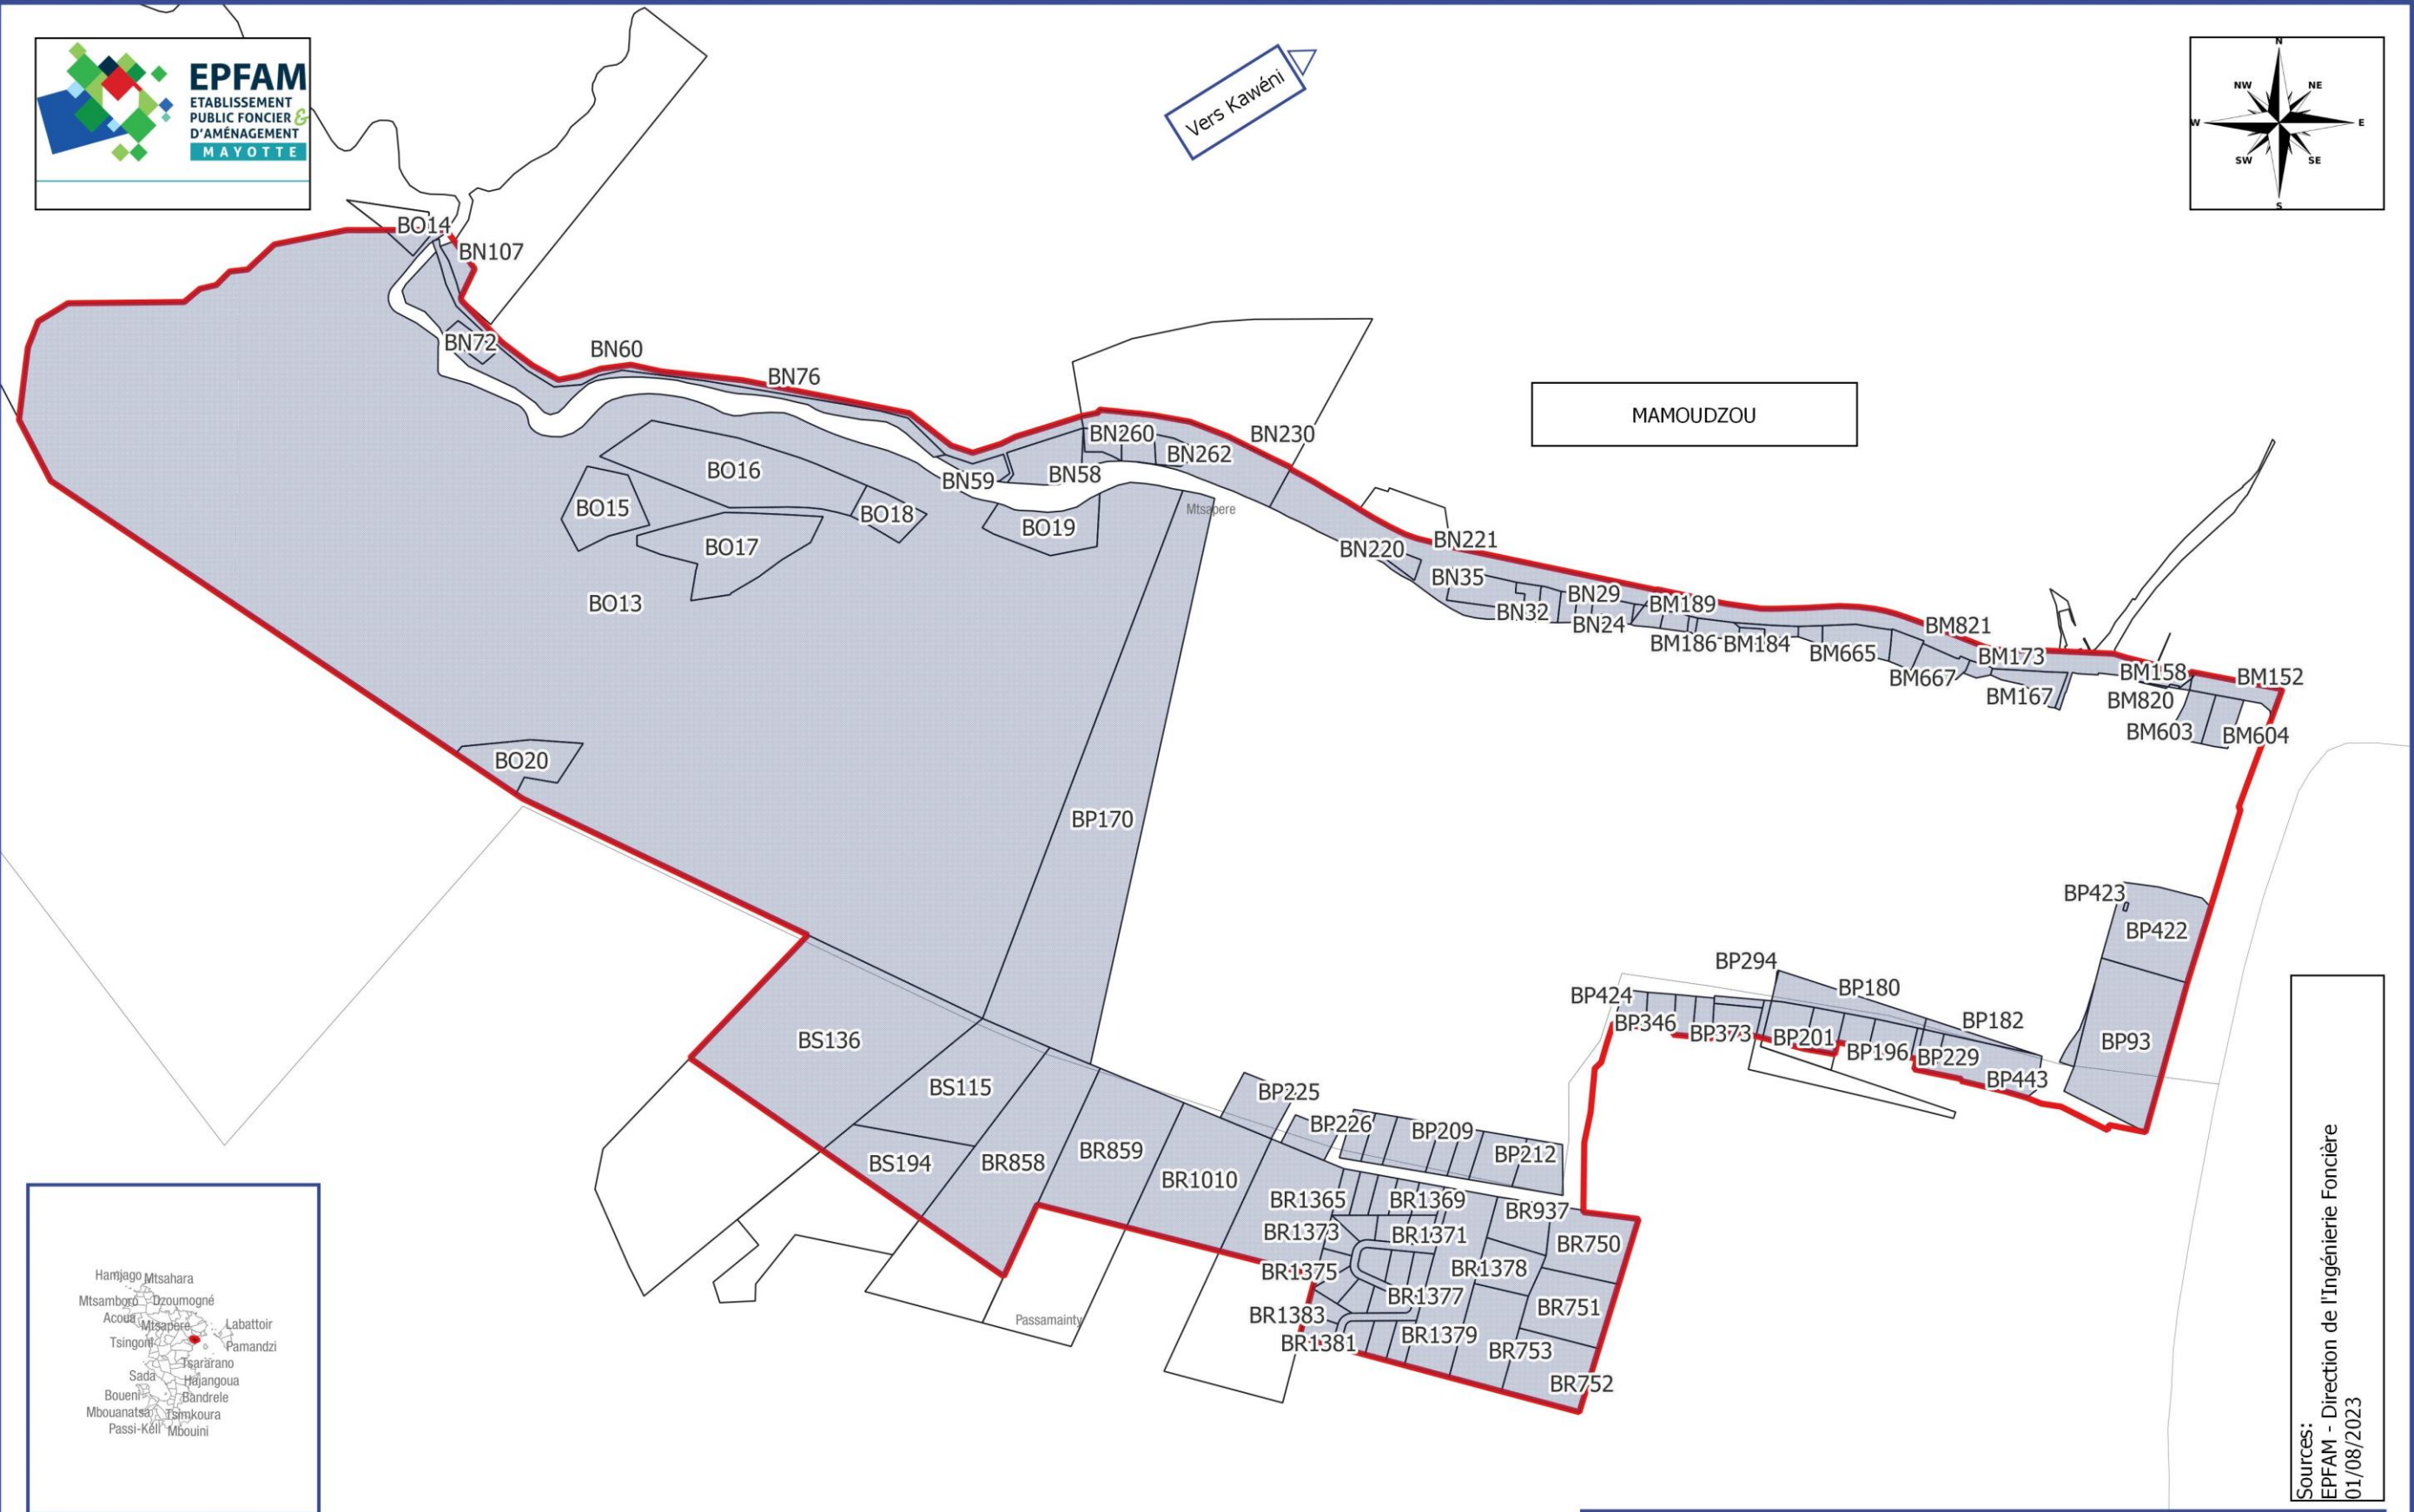 EPFAM
ETABLISSEMENT
PUBLIC FONCIER &
D'AMÉNAGEMENT
MAYOTTE
Vers Kawéni
N
NW
NE
W
E
SW
SE
S
MAMOUDZOU
BO14
BN107
BN72
BN60
BN76
BN260
BN230
BN262
BO16
BN58
BN59
BO15
BO18
Mtsapere
BO19
BO17
BN221
BN220
BN35
BN29
BM189
BN32
BN24
BO13
BM821
BM186
BM184
BM665
BM173
BM667
BM158
BM152
BM167
BM820
BM603
BM604
BO20
BP170
BP423
BP422
BP294
BP180
BP424
BP346
BP373
BP201
BP182
BP196
BP229
BP93
BP443
BS136
BS115
BP225
BP226
BP209
BP212
BS194
BR858
BR859
BR1010
BR1365
BR1369
BR937
BR1373
BR1371
BR750
BR1375
BR1378
BR1377
BR751
BR1383
BR1381
BR1379
BR753
BR752
Passamainty
Hamjago
Mtsahara
Mtsamboro
Dzoumogné
Acoua
Mtsapere
Labattoir
Tsingoni
Pamandzi
Tsararano
Sada
Hajangoua
Boueni
Bandrele
Mbouanatsa
Tsimkoura
Passi-Kéli
Mbouini
Sources:
EPFAM - Direction de l'Ingénierie Foncière
01/08/2023